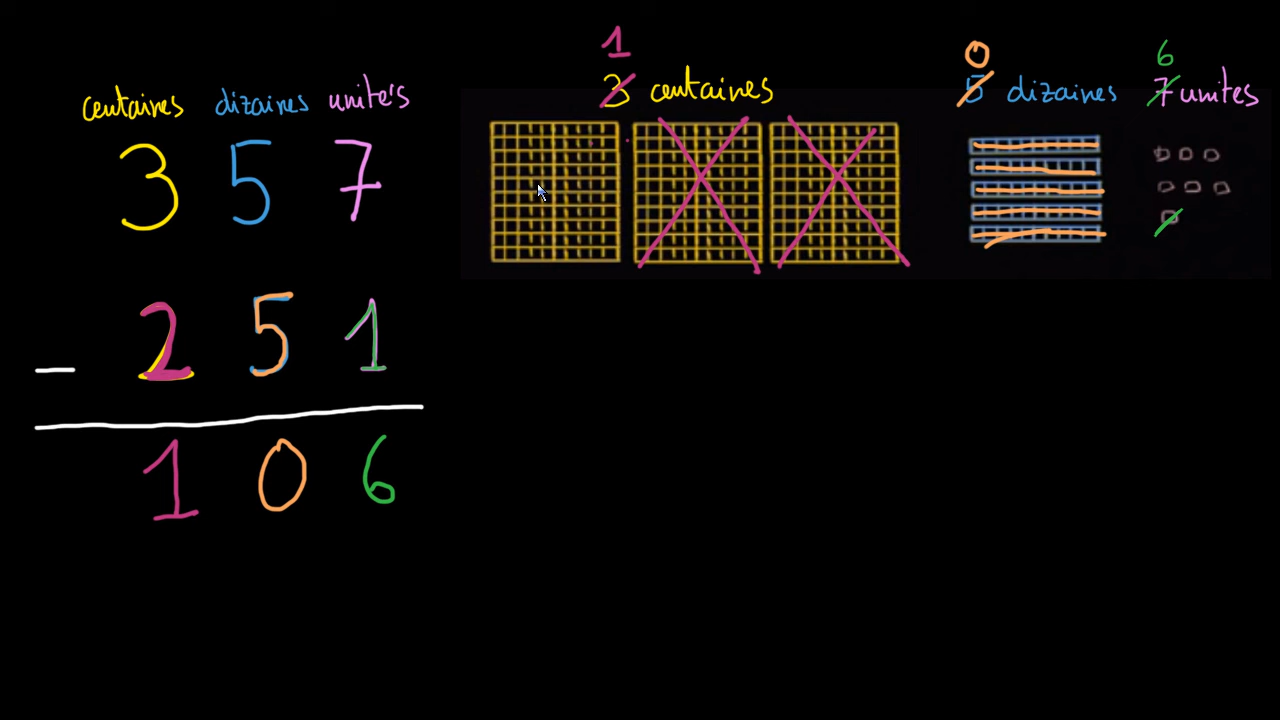 centaines dizaines unités
3 5 7
- 2 5 1
1 0 6
1 0 6
3 centaines 5 dizaines 7 unites